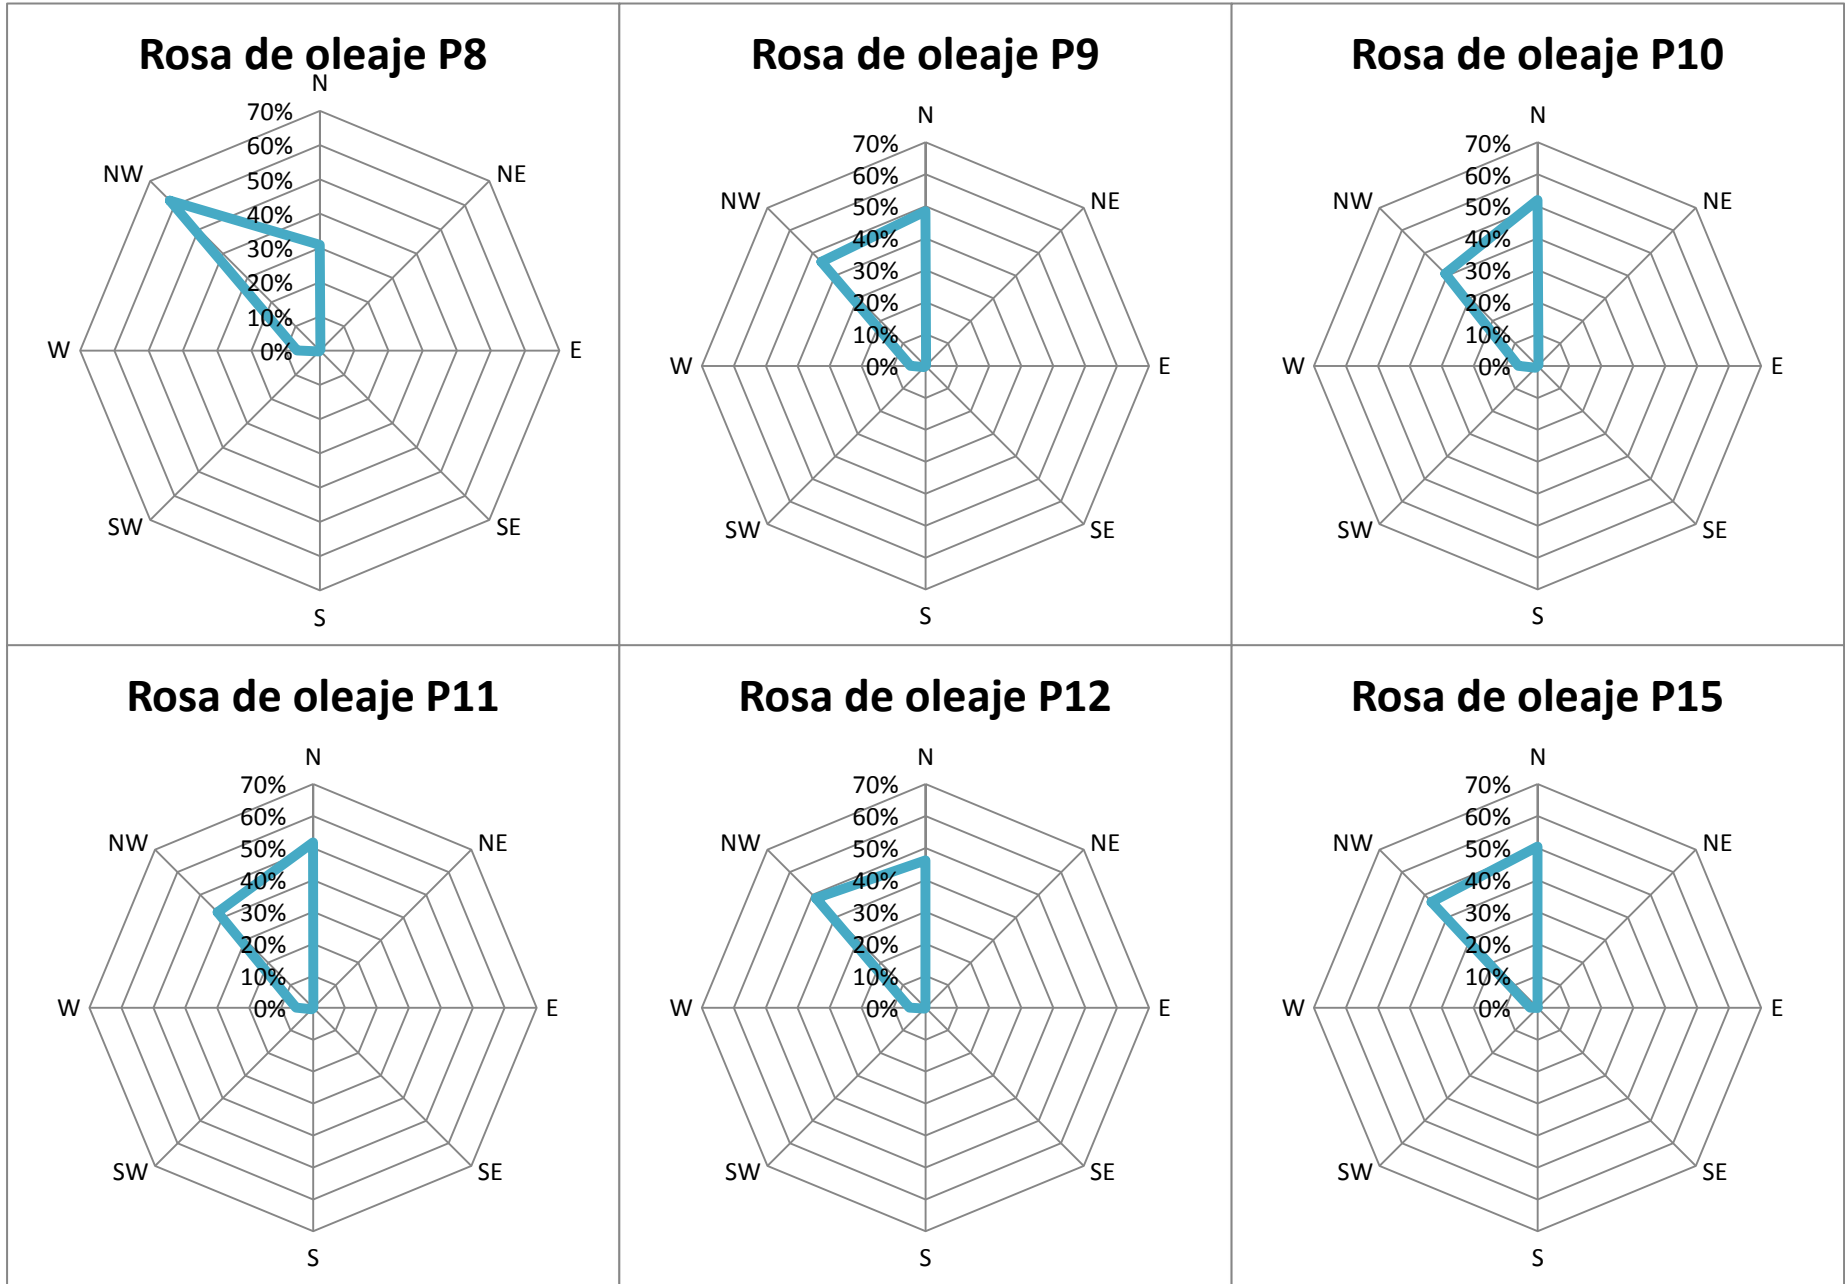 Rosa de oleaje P8
N
70%
60%
50%
40%
30%
20%
10%
0%
NW
NE
W
E
SW
SE
S
Rosa de oleaje P9
N
70%
60%
50%
40%
30%
20%
10%
0%
NW
NE
W
E
SW
SE
S
Rosa de oleaje P10
N
70%
60%
50%
40%
30%
20%
10%
0%
NW
NE
W
E
SW
SE
S
Rosa de oleaje P11
N
70%
60%
50%
40%
30%
20%
10%
0%
NW
NE
W
E
SW
SE
S
Rosa de oleaje P12
N
70%
60%
50%
40%
30%
20%
10%
0%
NW
NE
W
E
SW
SE
S
Rosa de oleaje P15
N
70%
60%
50%
40%
30%
20%
10%
0%
NW
NE
W
E
SW
SE
S